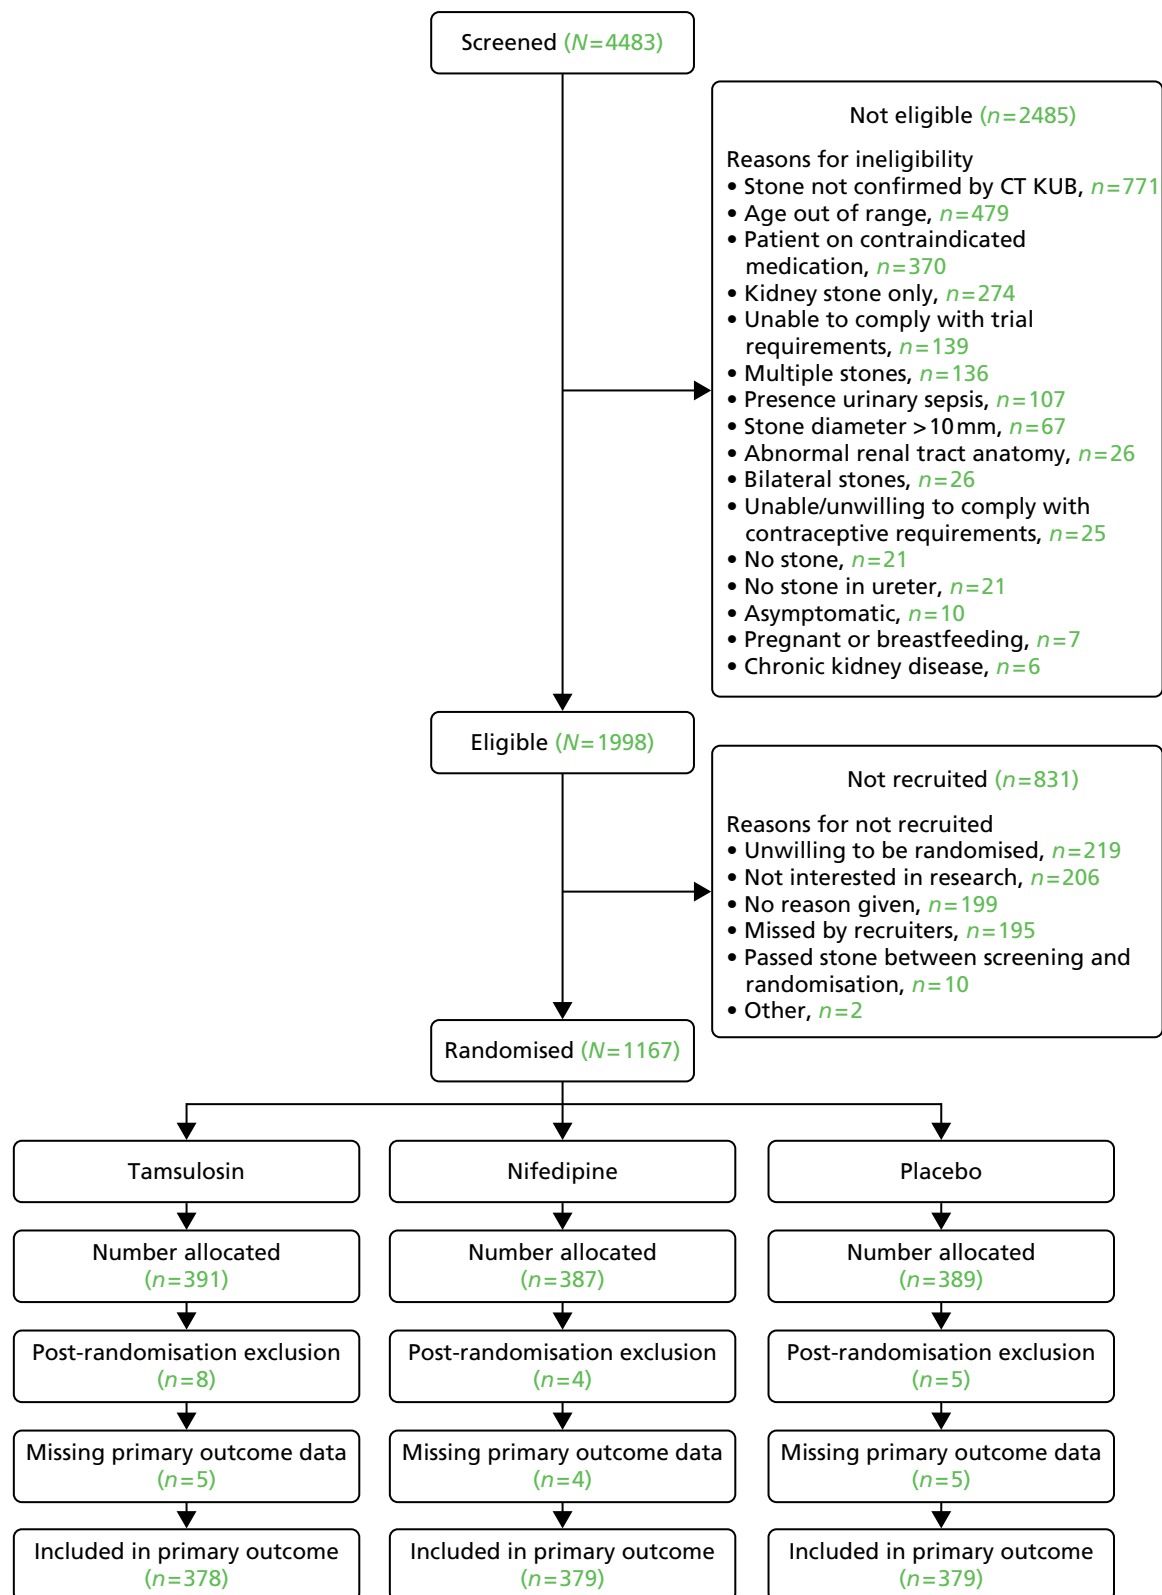 Screened (N=4483)
Not eligible (n=2485)
Reasons for ineligibility
• Stone not confirmed by CT KUB, n=771
• Age out of range, n=479
• Patient on contraindicated
medication, n=370
• Kidney stone only, n=274
• Unable to comply with trial
requirements, n=139
• Multiple stones, n=136
• Presence urinary sepsis, n=107
• Stone diameter >10mm, n=67
• Abnormal renal tract anatomy, n=26
• Bilateral stones, n=26
• Unable/unwilling to comply with
contraceptive requirements, n=25
• No stone, n=21
• No stone in ureter, n=21
• Asymptomatic, n=10
• Pregnant or breastfeeding, n=7
• Chronic kidney disease, n=6
Eligible (N=1998)
Not recruited (n=831)
Reasons for not recruited
• Unwilling to be randomised, n=219
• Not interested in research, n=206
• No reason given, n=199
• Missed by recruiters, n=195
• Passed stone between screening and
randomisation, n=10
• Other, n=2
Randomised (N=1167)
Tamsulosin
Nifedipine
Placebo
Number allocated
(n=391)
Number allocated
(n=387)
Number allocated
(n=389)
Post-randomisation exclusion
(n=8)
Post-randomisation exclusion
(n=4)
Post-randomisation exclusion
(n=5)
Missing primary outcome data
(n=5)
Missing primary outcome data
(n=4)
Missing primary outcome data
(n=5)
Included in primary outcome
(n=378)
Included in primary outcome
(n=379)
Included in primary outcome
(n=379)